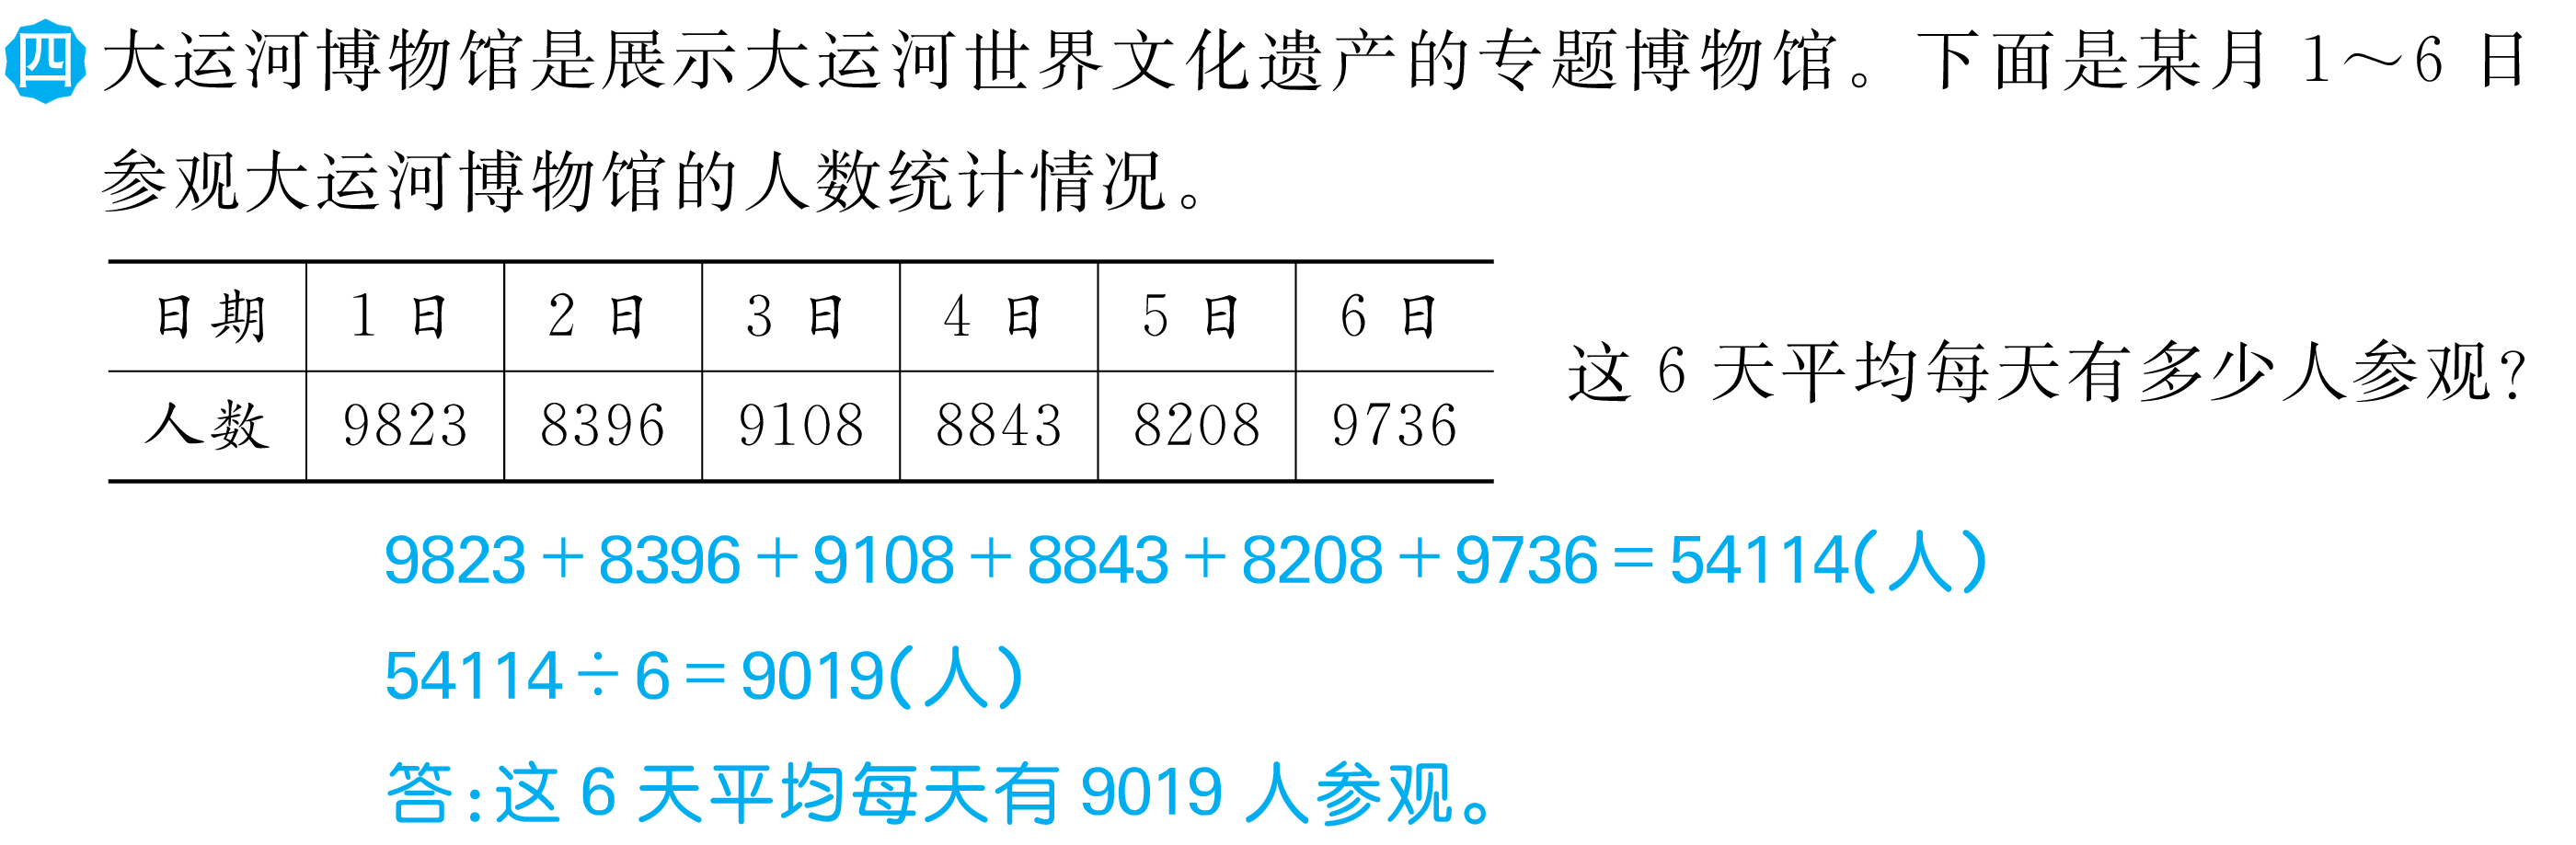 四 大运河博物馆是展示大运河世界文化遗产的专题博物馆。下面是某月 1～6 日
参观大运河博物馆的人数统计情况。
日期 1 日 2 日 3 日 4 日 5 日 6 日
人数 9823 8396 9108 8843 8208 9736
这 6 天平均每天有多少人参观?
9823+8396+9108+8843+8208+9736=54114(人)
54114÷6=9019(人)
答:这 6 天平均每天有 9019 人参观。